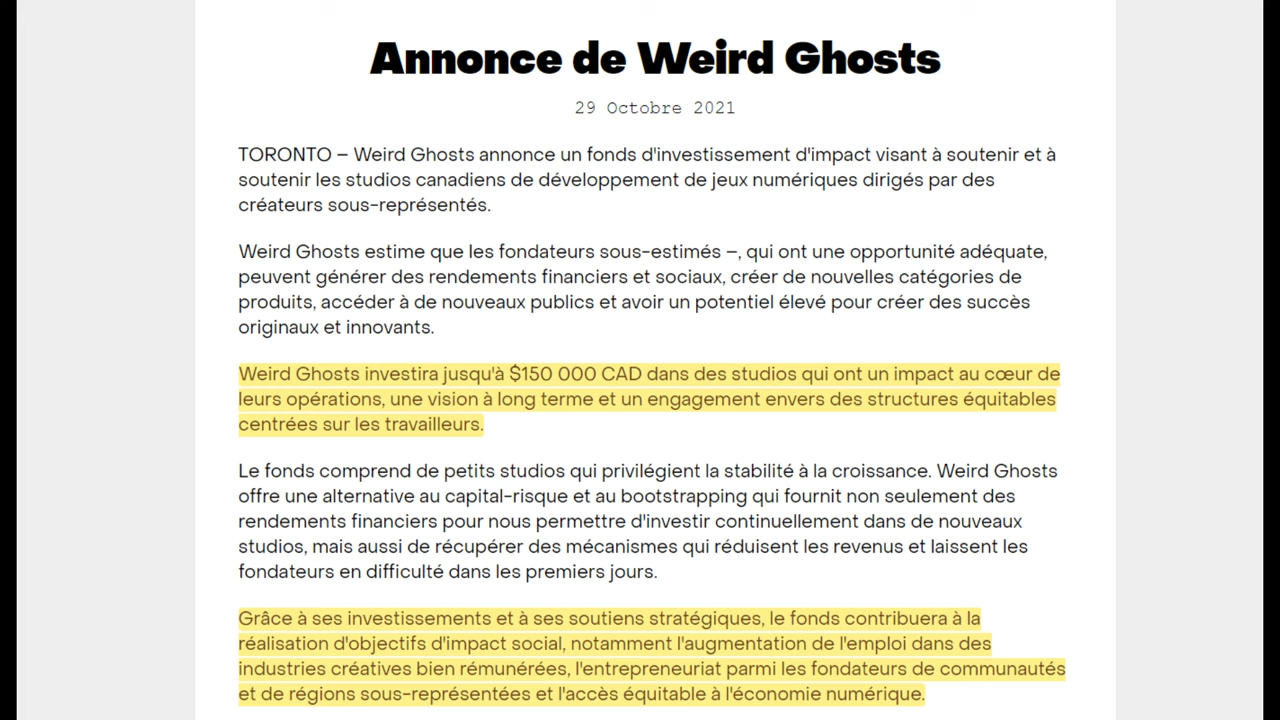 Annonce de Weird Ghosts
29 Octobre 2021
TORONTO – Weird Ghosts annonce un fonds d'investissement d'impact visant à soutenir et à
soutenir les studios canadiens de développement de jeux numériques dirigés par des
créateurs sous-représentés.
Weird Ghosts estime que les fondateurs sous-estimés –, qui ont une opportunité adéquate,
peuvent générer des rendements financiers et sociaux, créer de nouvelles catégories de
produits, accéder à de nouveaux publics et avoir un potentiel élevé pour créer des succès
originaux et innovants.
Weird Ghosts investira jusqu'à $150 000 CAD dans des studios qui ont un impact au cœur de
leurs opérations, une vision à long terme et un engagement envers des structures équitables
centrées sur les travailleurs.
Le fonds comprend de petits studios qui privilégient la stabilité à la croissance. Weird Ghosts
offre une alternative au capital-risque et au bootstrapping qui fournit non seulement des
rendements financiers pour nous permettre d'investir continuellement dans de nouveaux
studios, mais aussi de récupérer des mécanismes qui réduisent les revenus et laissent les
fondateurs en difficulté dans les premiers jours.
Grâce à ses investissements et à ses soutiens stratégiques, le fonds contribuera à la
réalisation d'objectifs d'impact social, notamment l'augmentation de l'emploi dans des
industries créatives bien rémunérées, l'entrepreneuriat parmi les fondateurs de communautés
et de régions sous-représentées et l'accès équitable à l'économie numérique.